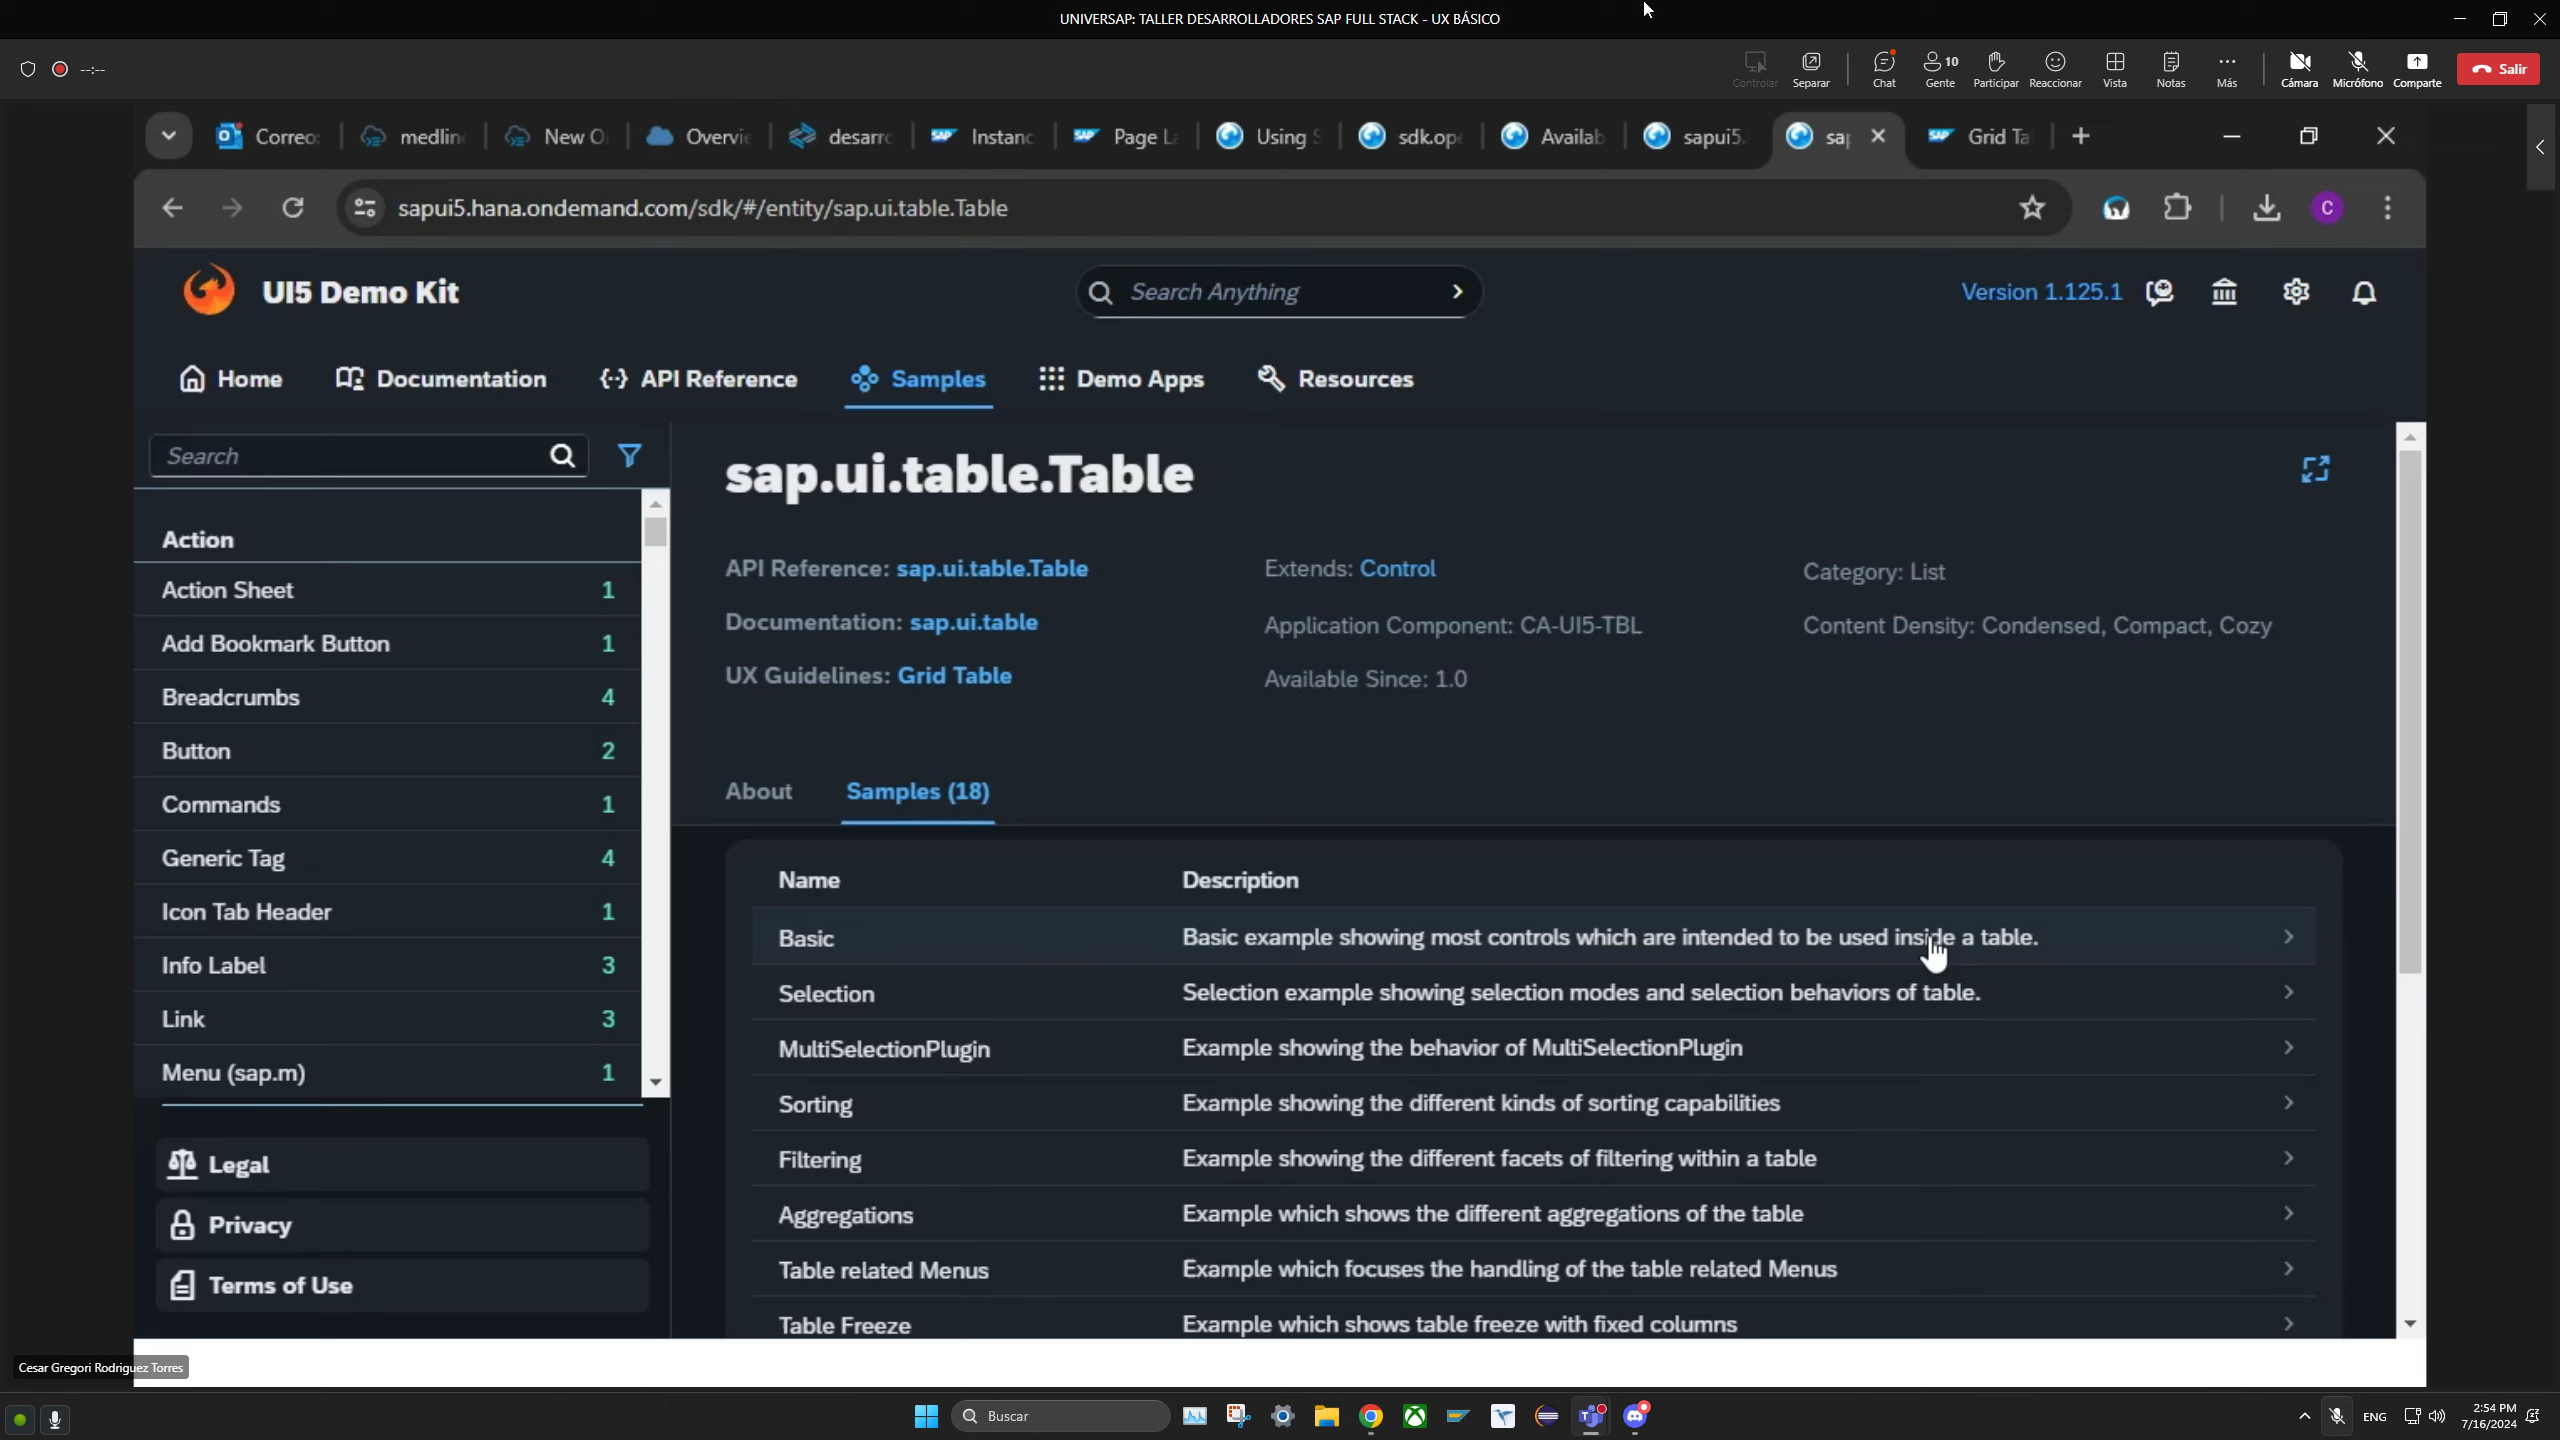 UNIVERSAP: TALLER DESARROLLADORES SAP FULL STACK - UX BÁSICO
--:--
Controlar
Separar
Chat
10
Gente
Participar
Reaccionar
Vista
Notas
Más
Cámara
Micrófono
Comparte
Salir
Correo
medline
New O
Overvie
desarro
Instanc
Page La
Using S
sdk.ope
Availab
sapui5.
sap
Grid Ta
sapui5.hana.ondemand.com/sdk/#/entity/sap.ui.table.Table
C
UI5 Demo Kit
Search Anything
Version 1.125.1
Home
Documentation
API Reference
Samples
Demo Apps
Resources
Search
Action
Action Sheet 1
Add Bookmark Button 1
Breadcrumbs 4
Button 2
Commands 1
Generic Tag 4
Icon Tab Header 1
Info Label 3
Link 3
Menu (sap.m) 1
Legal
Privacy
Terms of Use
sap.ui.table.Table
API Reference: sap.ui.table.Table
Extends: Control
Category: List
Documentation: sap.ui.table
Application Component: CA-UI5-TBL
Content Density: Condensed, Compact, Cozy
UX Guidelines: Grid Table
Available Since: 1.0
About
Samples (18)
Name Description
Basic Basic example showing most controls which are intended to be used inside a table.
Selection Selection example showing selection modes and selection behaviors of table.
MultiSelectionPlugin Example showing the behavior of MultiSelectionPlugin
Sorting Example showing the different kinds of sorting capabilities
Filtering Example showing the different facets of filtering within a table
Aggregations Example which shows the different aggregations of the table
Table related Menus Example which focuses the handling of the table related Menus
Table Freeze Example which shows table freeze with fixed columns
Cesar Gregori Rodriguez Torres
Buscar
ENG
2:54 PM
7/16/2024